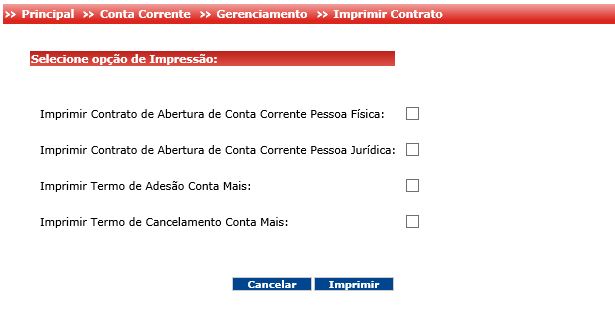 >> Principal >> Conta Corrente >> Gerenciamento >> Imprimir Contrato
Selecione opção de Impressão:
Imprimir Contrato de Abertura de Conta Corrente Pessoa Física:
Imprimir Contrato de Abertura de Conta Corrente Pessoa Jurídica:
Imprimir Termo de Adesão Conta Mais:
Imprimir Termo de Cancelamento Conta Mais:
Cancelar Imprimir